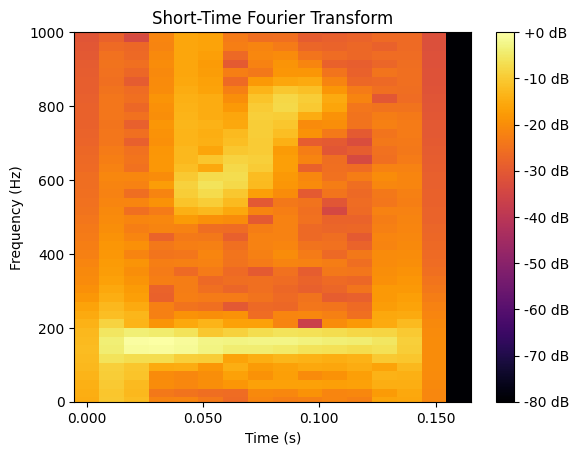 Short-Time Fourier Transform
Frequency (Hz)
1000
800
600
400
200
0
0.000
0.050
0.100
0.150
Time (s)
+0 dB
-10 dB
-20 dB
-30 dB
-40 dB
-50 dB
-60 dB
-70 dB
-80 dB